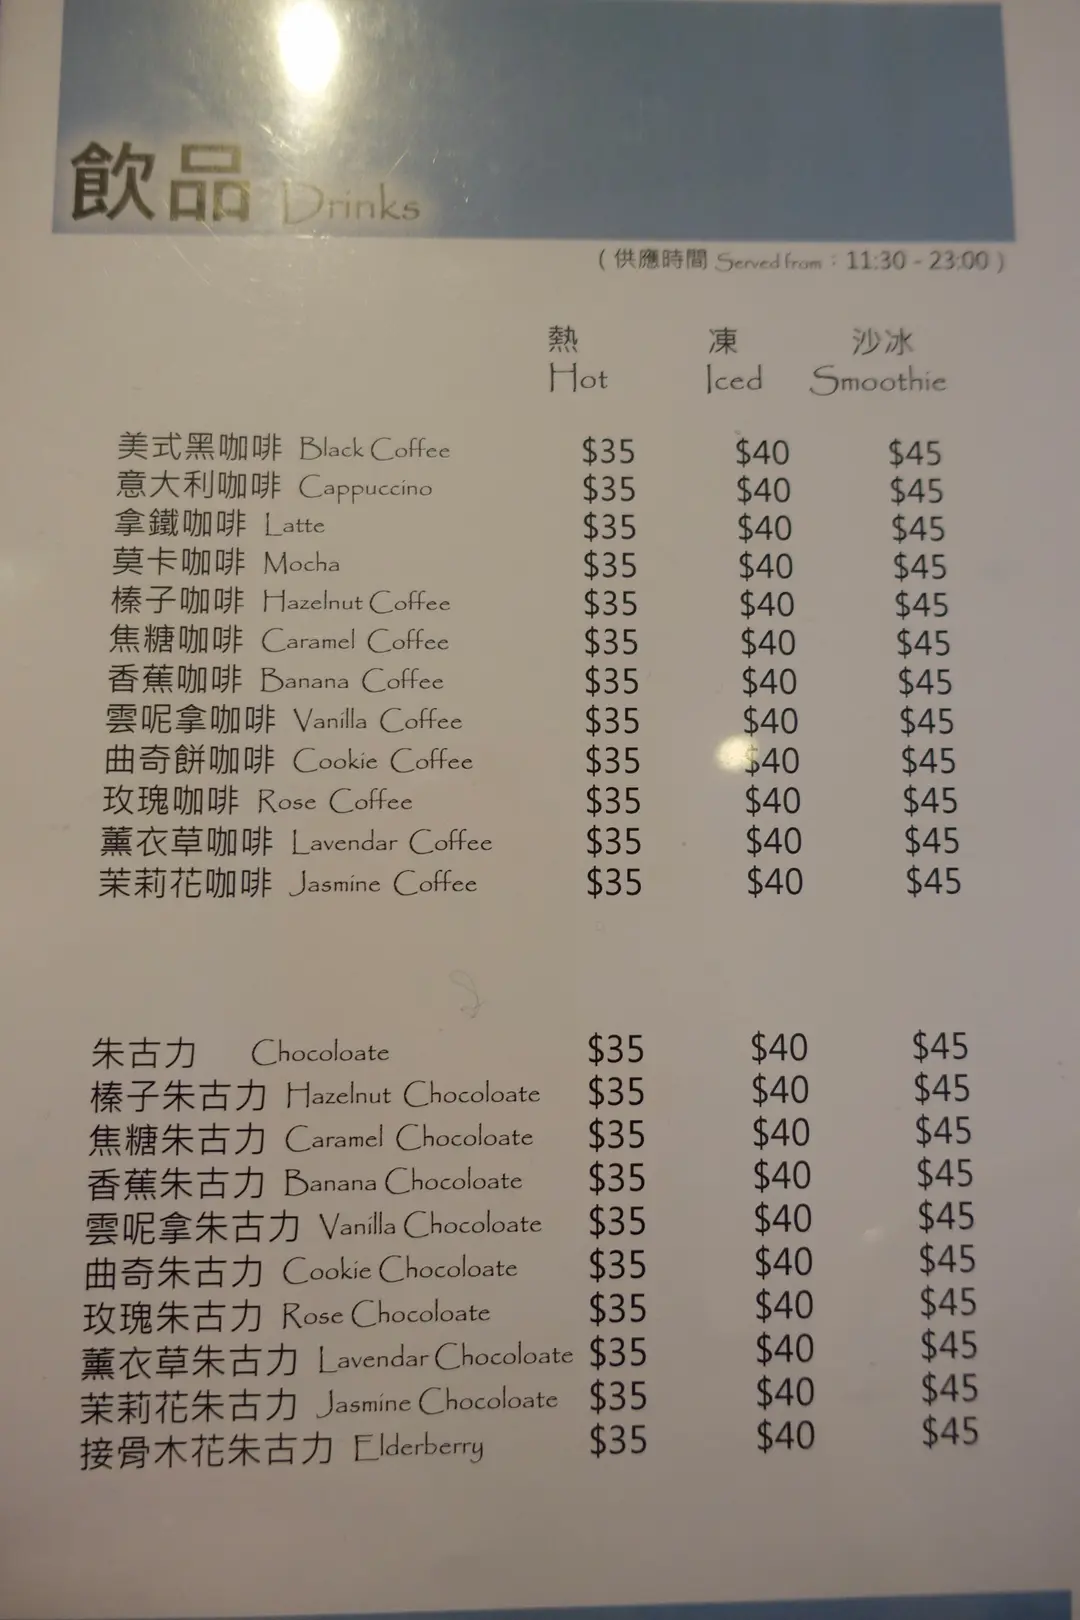 飲品 Drinks
(供應時間 Served from : 11:30 - 23:00)
熱 凍 沙冰
Hot Iced Smoothie
美式黑咖啡 Black Coffee $35 $40 $45
意大利咖啡 Cappuccino $35 $40 $45
拿鐵咖啡 Latte $35 $40 $45
莫卡咖啡 Mocha $35 $40 $45
榛子咖啡 Hazelnut Coffee $35 $40 $45
焦糖咖啡 Caramel Coffee $35 $40 $45
香蕉咖啡 Banana Coffee $35 $40 $45
雲呢拿咖啡 Vanilla Coffee $35 $40 $45
曲奇餅咖啡 Cookie Coffee $35 $40 $45
玫瑰咖啡 Rose Coffee $35 $40 $45
薰衣草咖啡 Lavendar Coffee $35 $40 $45
茉莉花咖啡 Jasmine Coffee $35 $40 $45
朱古力 Chocoloate $35 $40 $45
榛子朱古力 Hazelnut Chocoloate $35 $40 $45
焦糖朱古力 Caramel Chocoloate $35 $40 $45
香蕉朱古力 Banana Chocoloate $35 $40 $45
雲呢拿朱古力 Vanilla Chocoloate $35 $40 $45
曲奇朱古力 Cookie Chocoloate $35 $40 $45
玫瑰朱古力 Rose Chocoloate $35 $40 $45
薰衣草朱古力 Lavendar Chocoloate $35 $40 $45
茉莉花朱古力 Jasmine Chocoloate $35 $40 $45
接骨木花朱古力 Elderberry $35 $40 $45